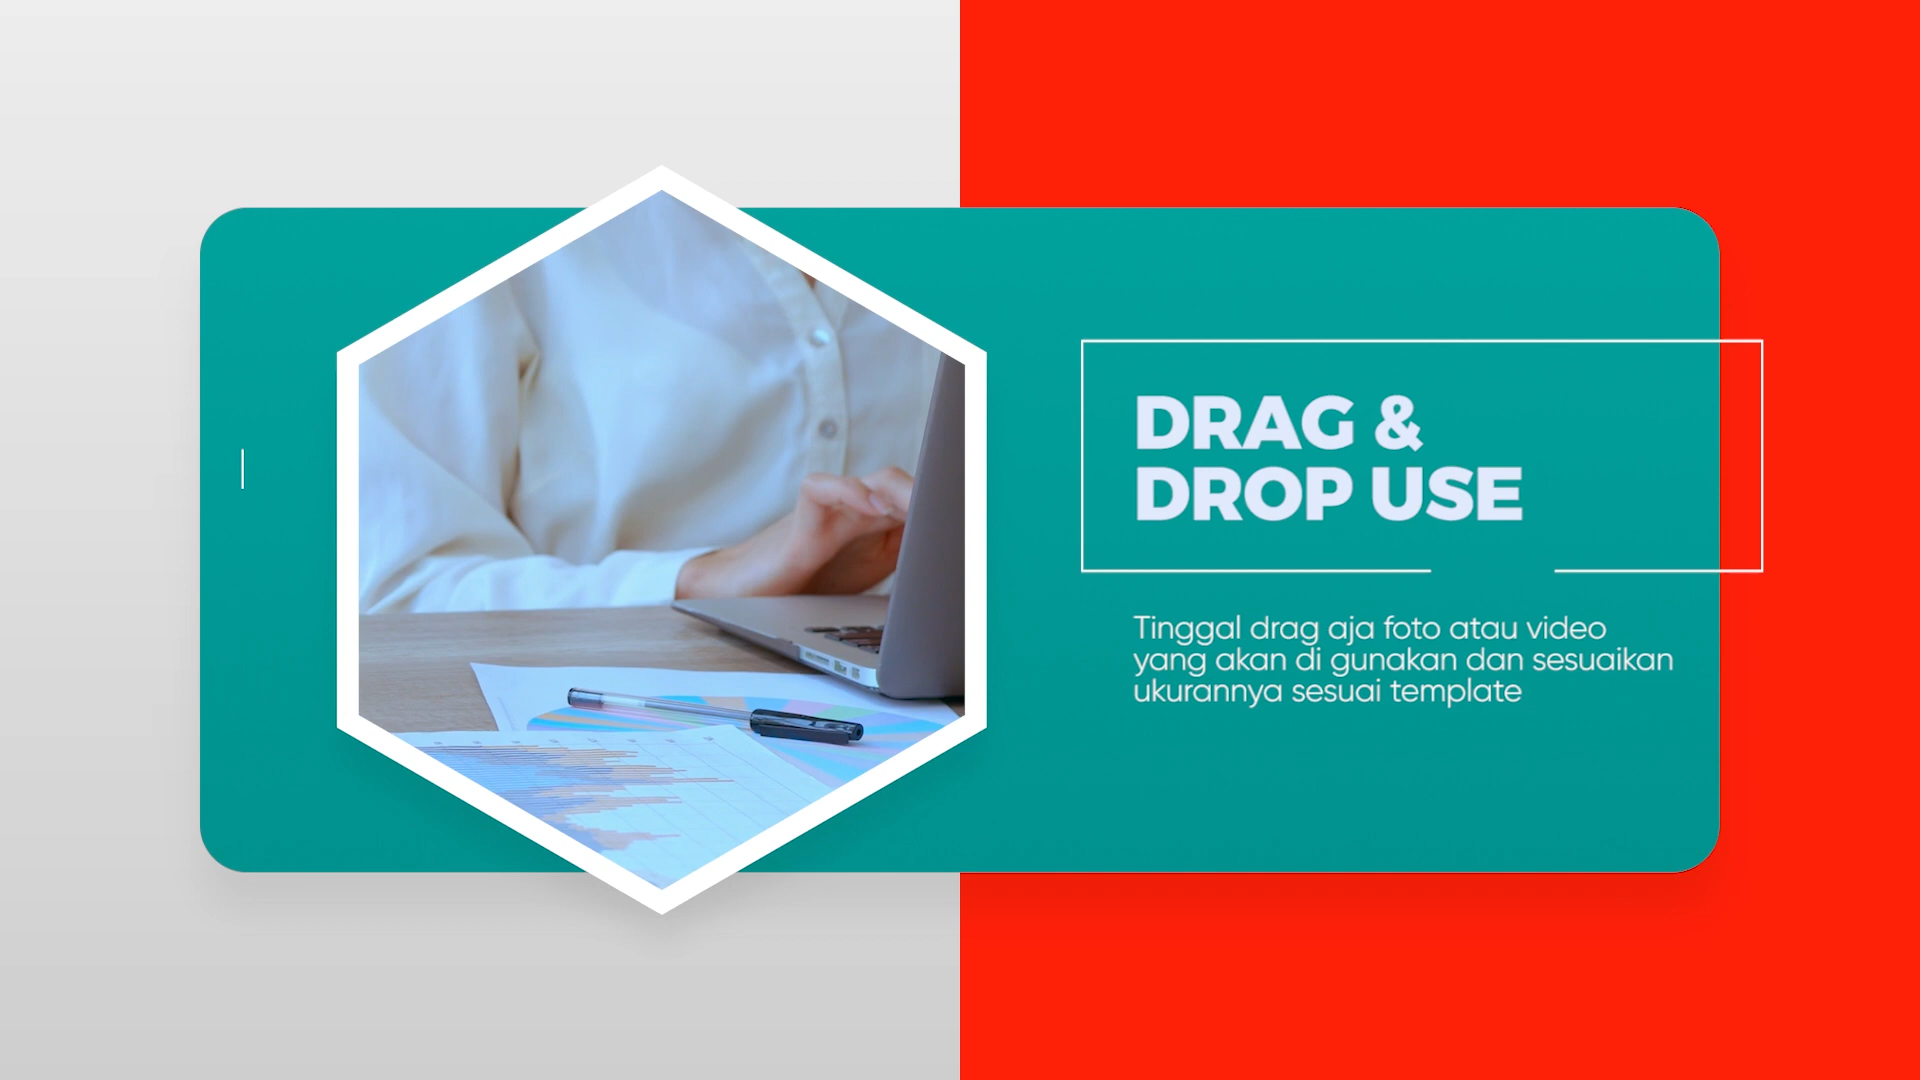 DRAG &
DROP USE
Tinggal drag aja foto atau video
yang akan di gunakan dan sesuaikan
ukurannya sesuai template